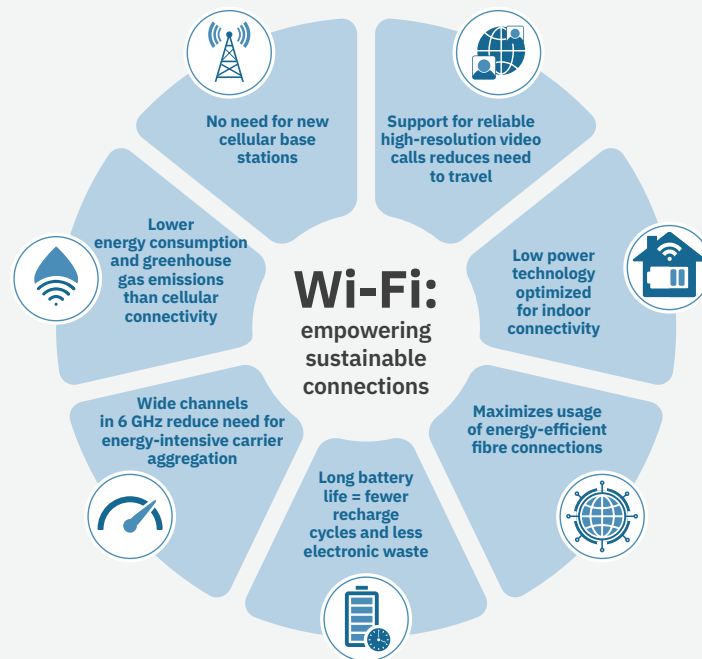 No need for new
cellular base
stations
Support for reliable
high-resolution video
calls reduces need
to travel
Lower
energy consumption
and greenhouse
gas emissions
than cellular
connectivity
Wi-Fi:
empowering
sustainable
connections
Low power
technology
optimized
for indoor
connectivity
Wide channels
in 6 GHz reduce need for
energy-intensive carrier
aggregation
Maximizes usage
of energy-efficient
fibre connections
Long battery
life = fewer
recharge
cycles and less
electronic waste